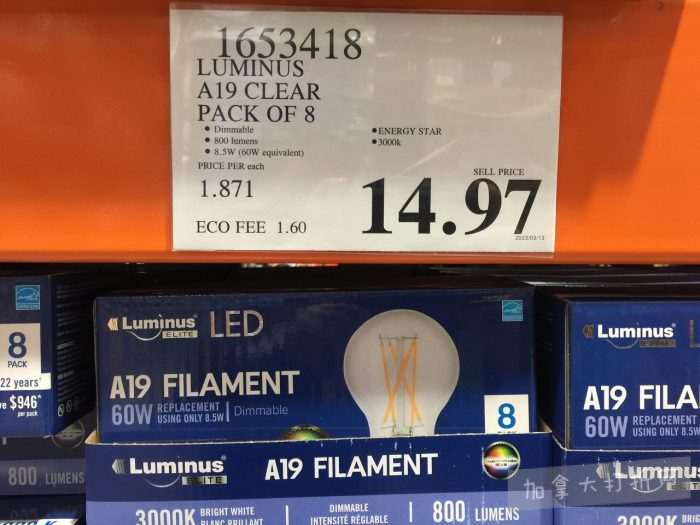 1653418
LUMINUS
A19 CLEAR
PACK OF 8
• Dimmable
• 800 lumens
• 8.5W (60W equivalent)
• ENERGY STAR
• 3000k
PRICE PER each
1.871
SELL PRICE
14.97
ECO FEE 1.60
8
PACK
22 years
$946*
per pack
800 LUMENS
Luminus LED
ELITE
A19 FILAMENT
60W REPLACEMENT
USING ONLY 8.5W
Dimmable
8
Luminus
ELITE
A19 FILAMENT
3000K BRIGHT WHITE
BLANC BRILLANT
DIMMABLE
INTENSITÉ RÉGLABLE
800 LUMENS
Luminus
A19 FILA
60W REPLACEMENT
USING ONLY 8.5W
Luminus
ELITE
3000K
加拿大打折